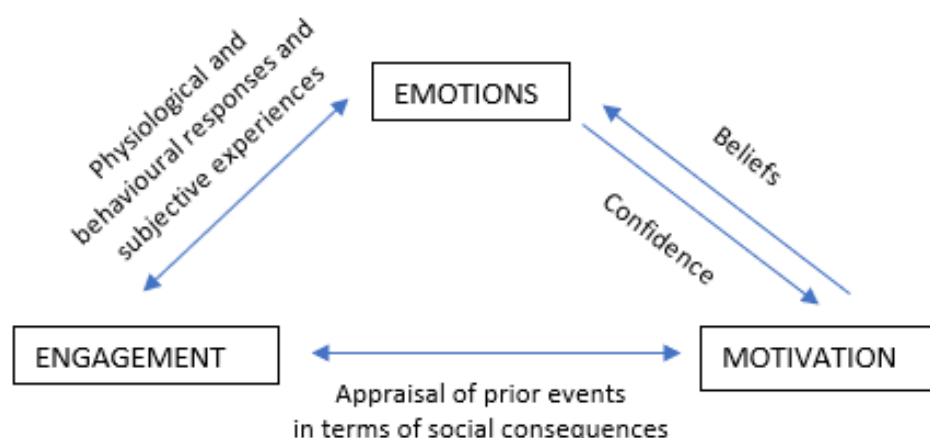 Physiological and
behavioural responses and
subjective experiences
EMOTIONS
Beliefs
Confidence
ENGAGEMENT
MOTIVATION
Appraisal of prior events
in terms of social consequences